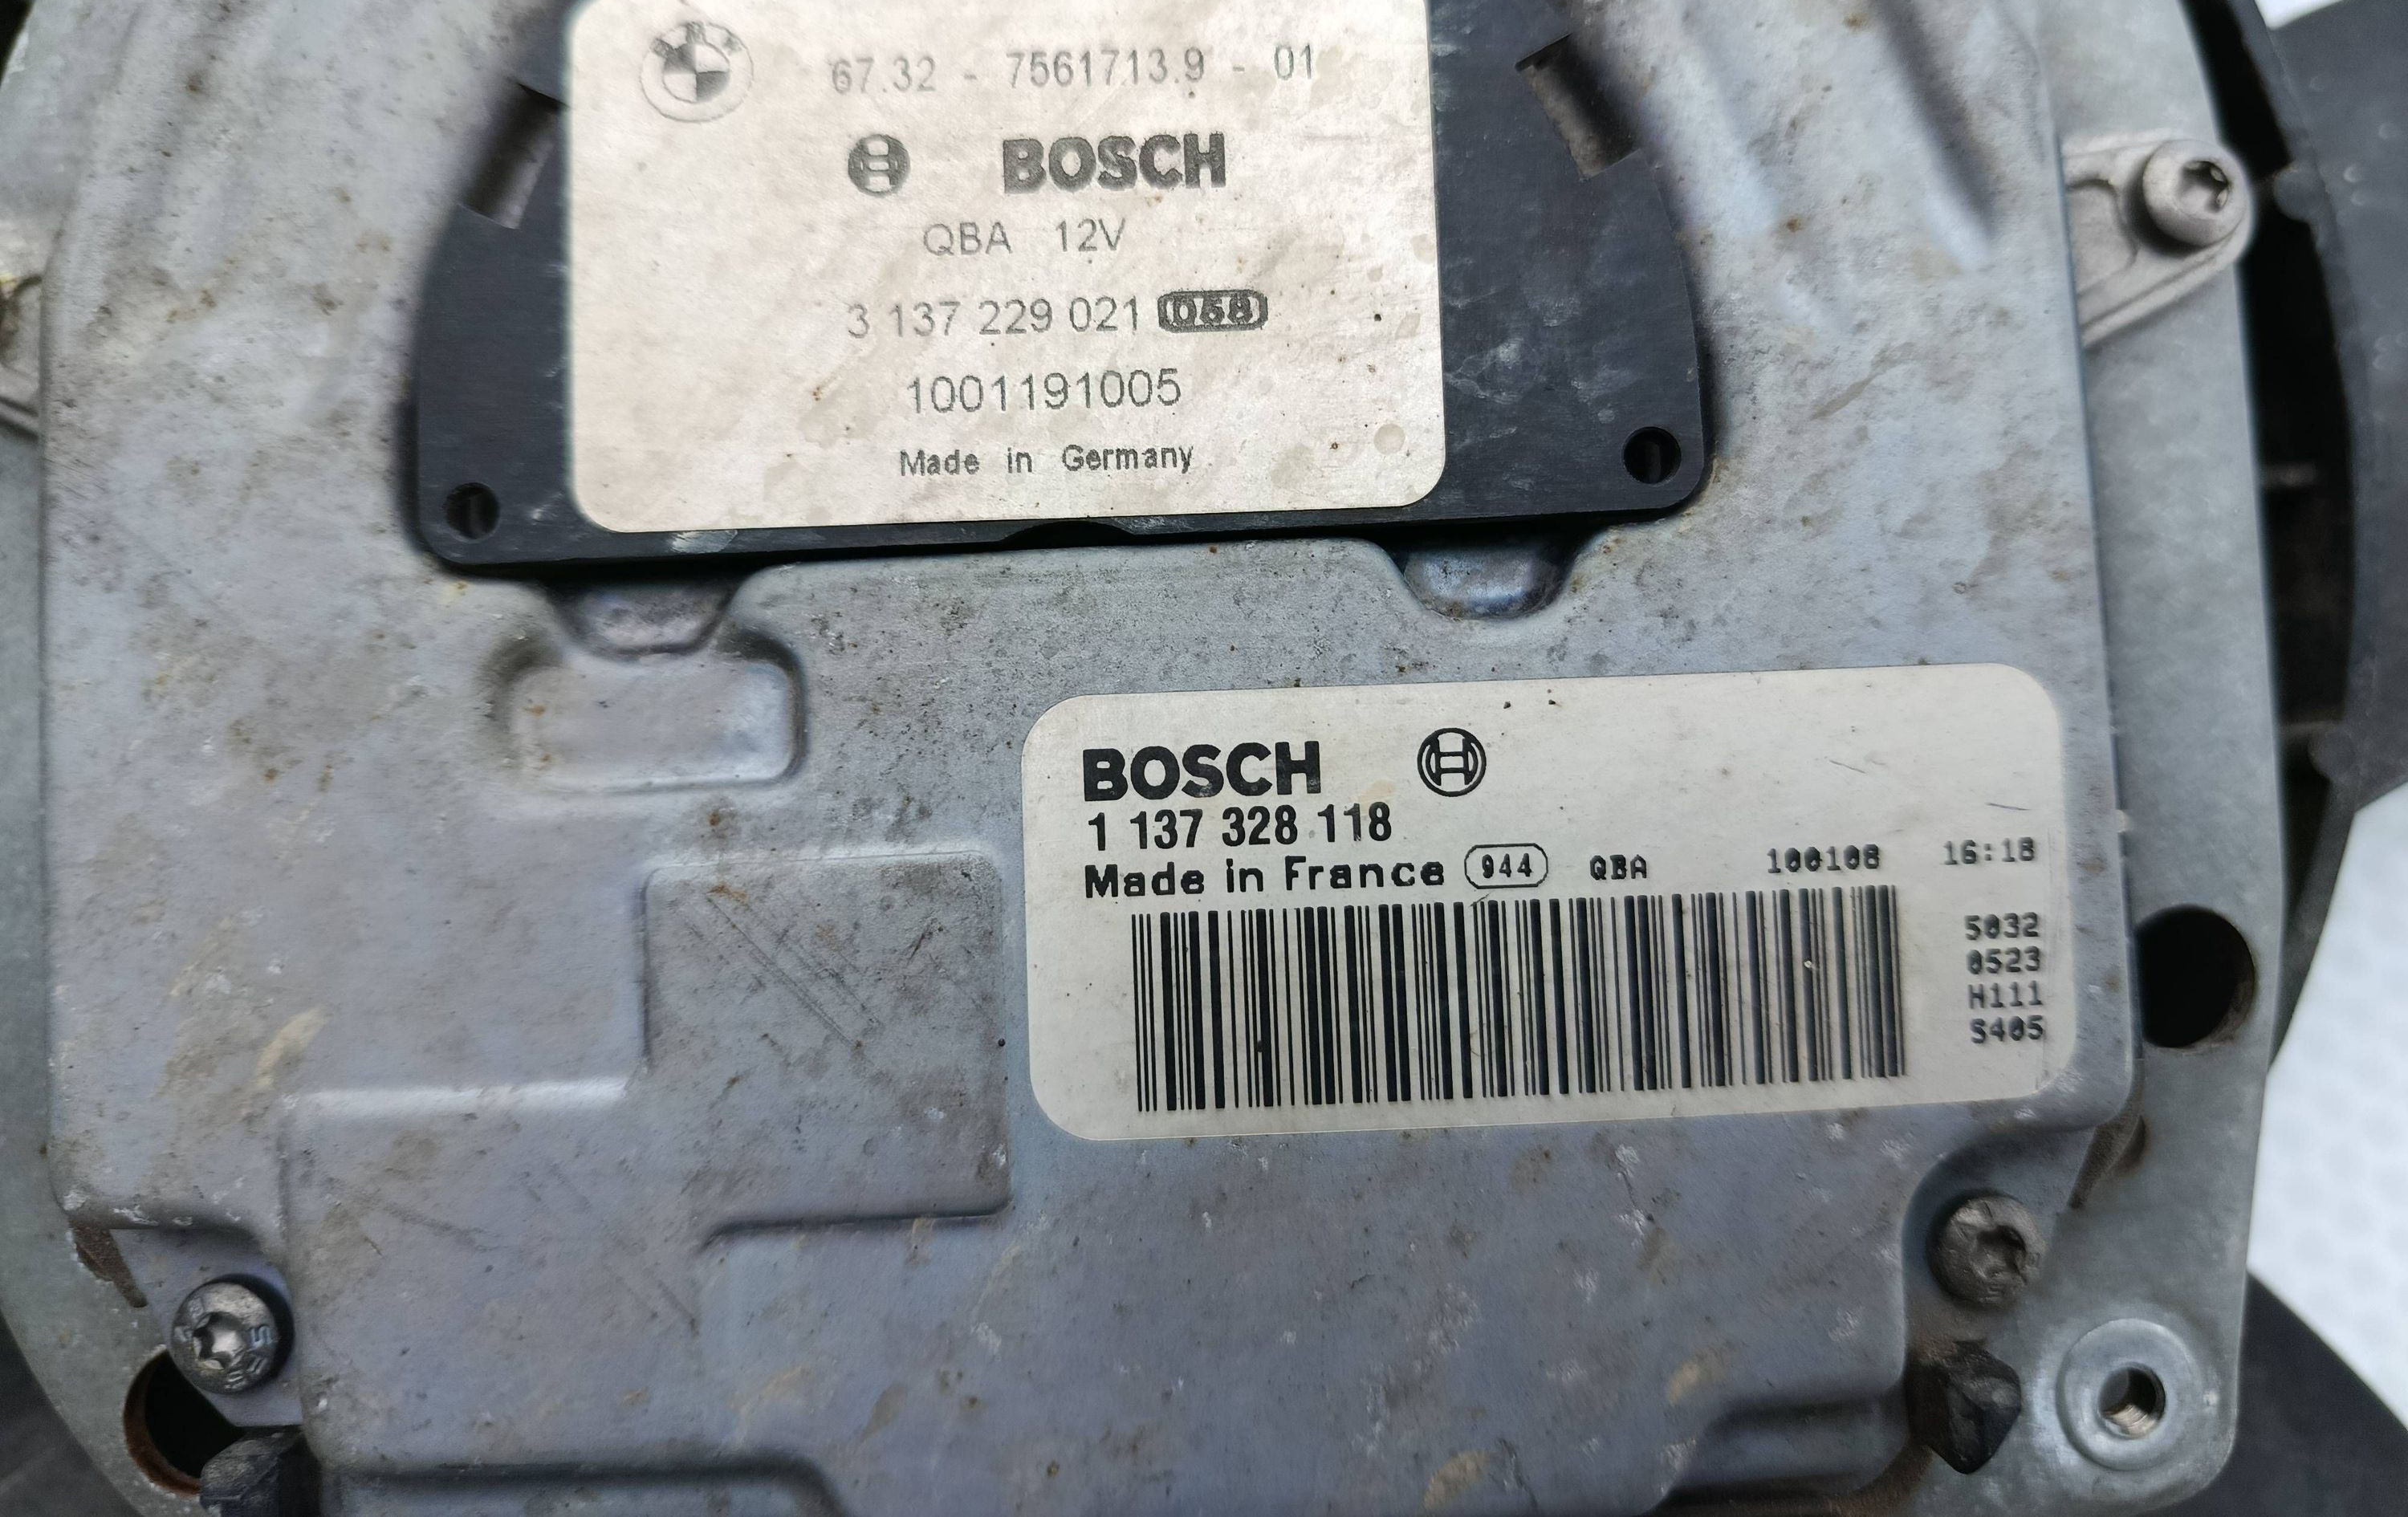 67.32 - 7561713.9 - 01
BOSCH
QBA 12V
3 137 229 021 058
1001191005
Made in Germany
BOSCH
1 137 328 118
Made in France 944 QBA 100108 16:18
5032
0523
H111
S405